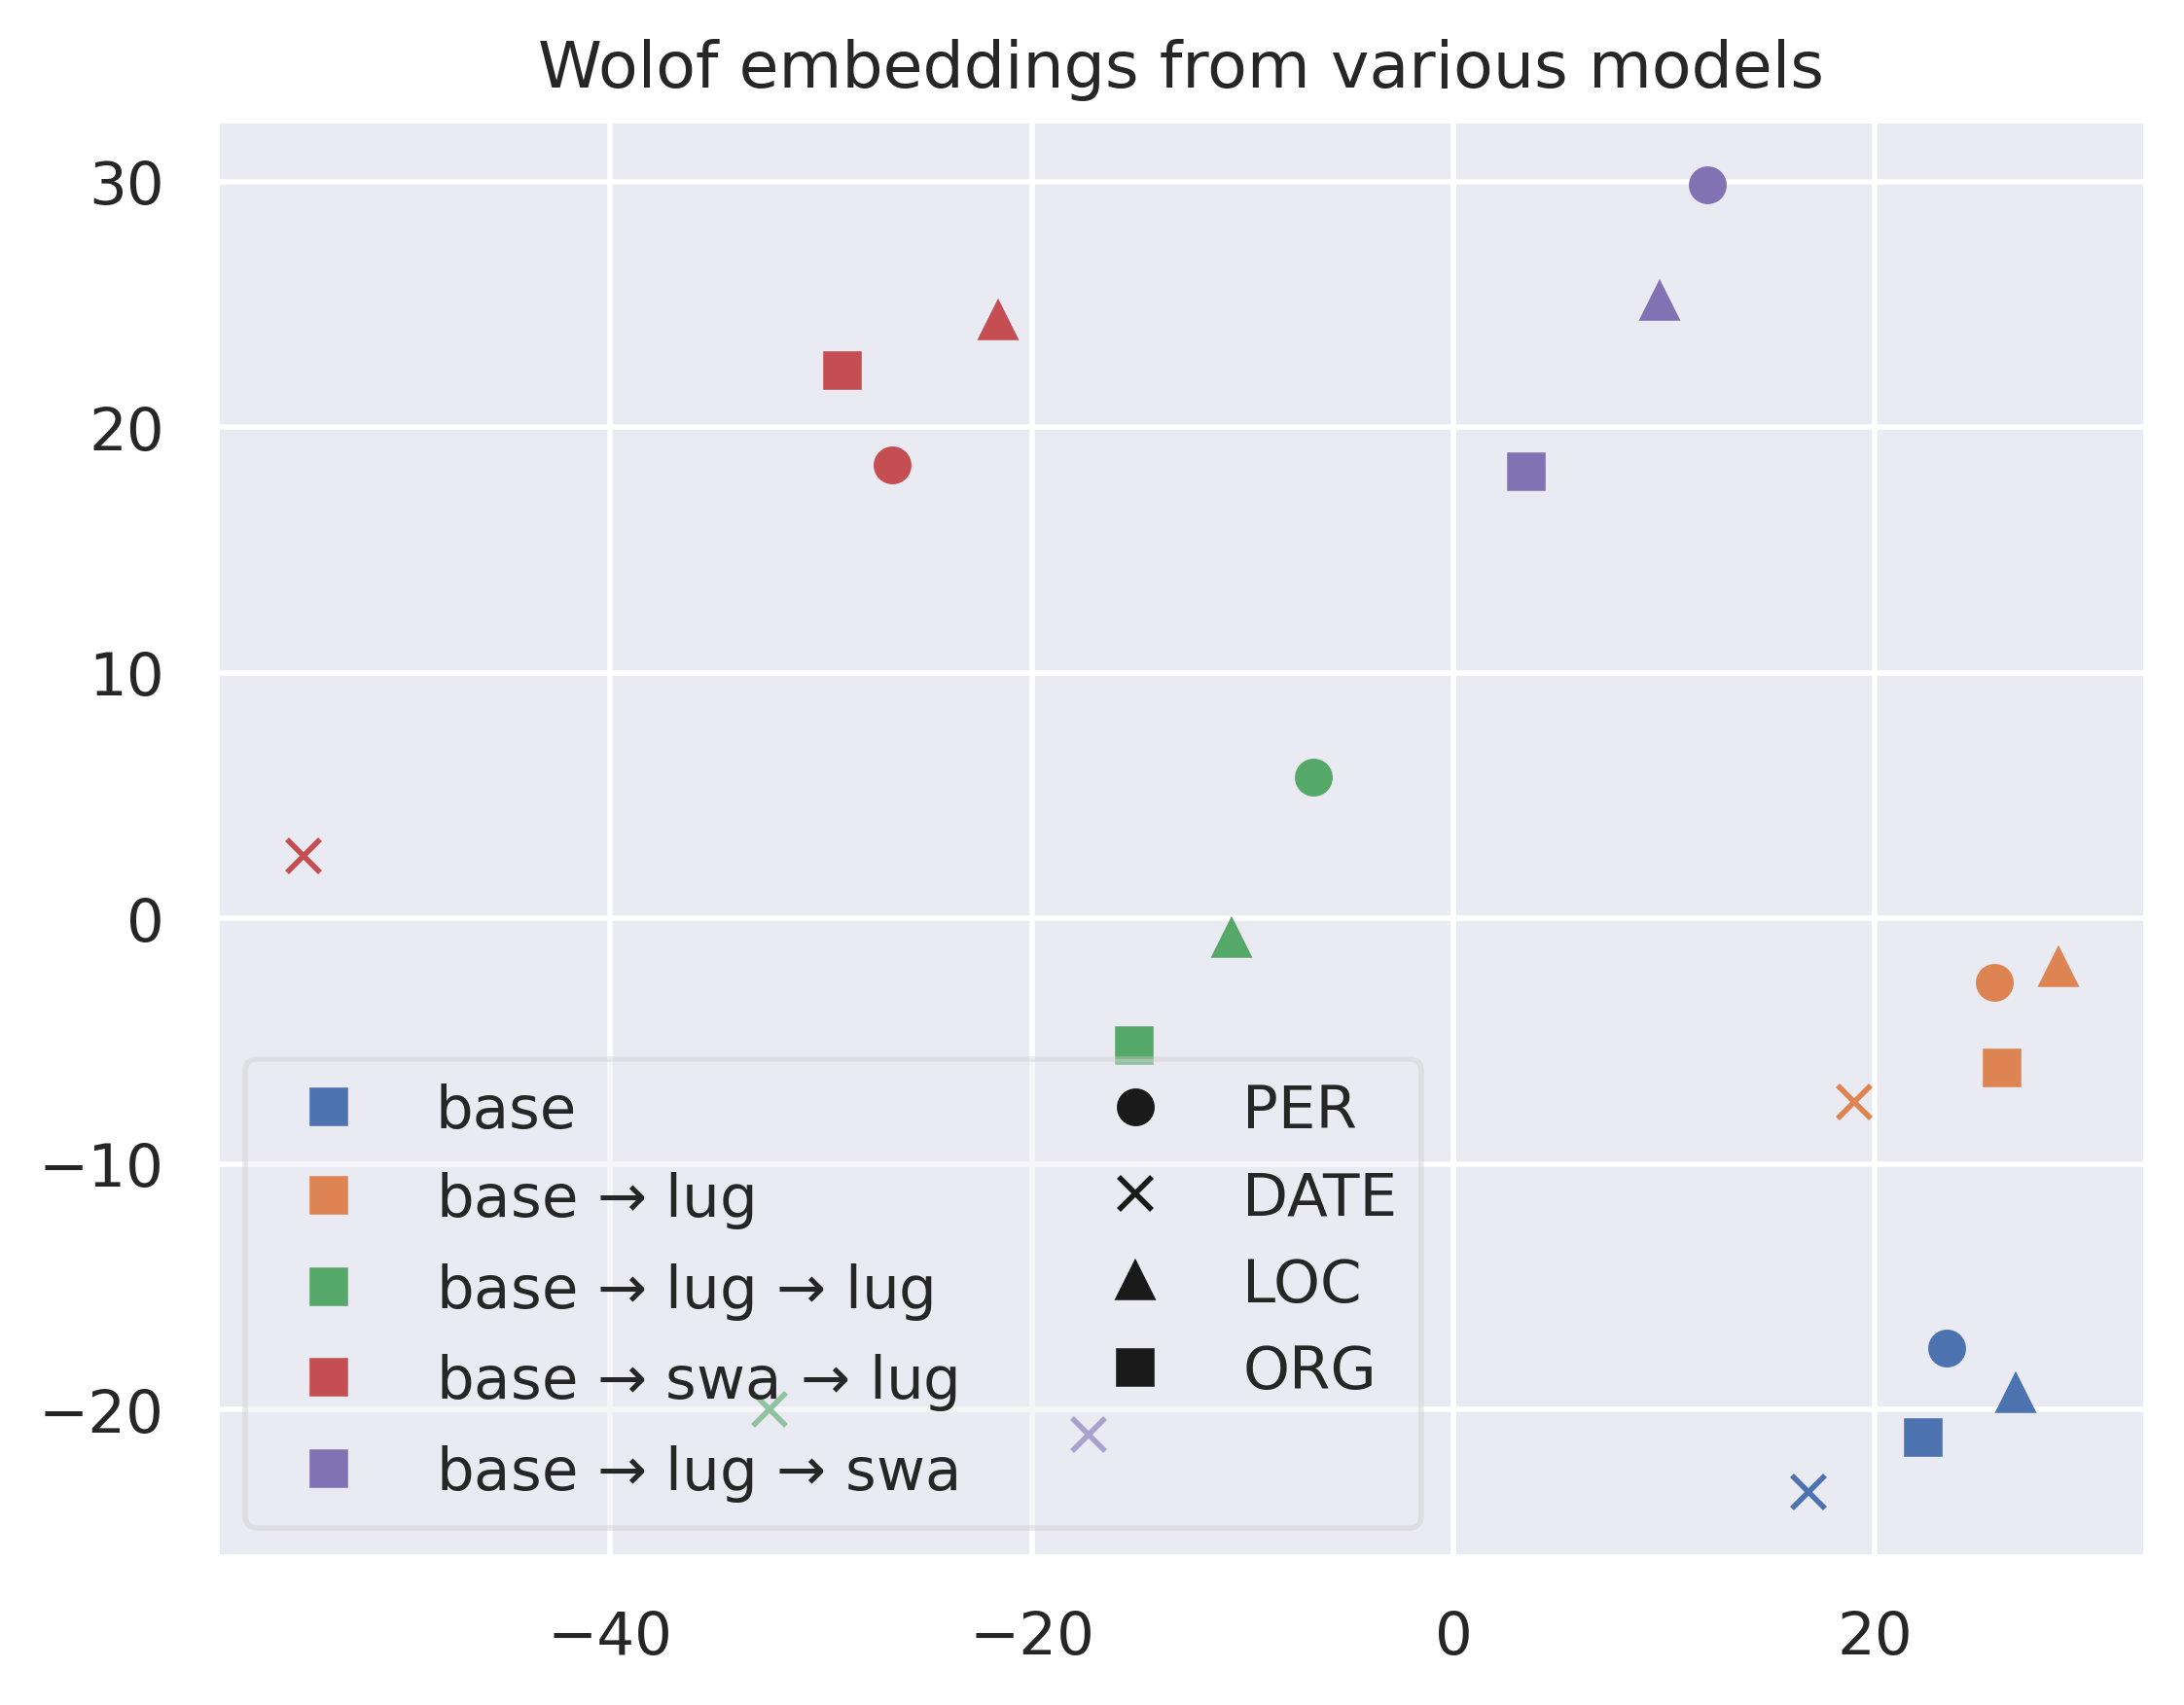 Wolof embeddings from various models
30
20
10
0
−10
−20
base
base → lug
base → lug → lug
base → swa → lug
base → lug → swa
PER
DATE
LOC
ORG
−40
−20
0
20